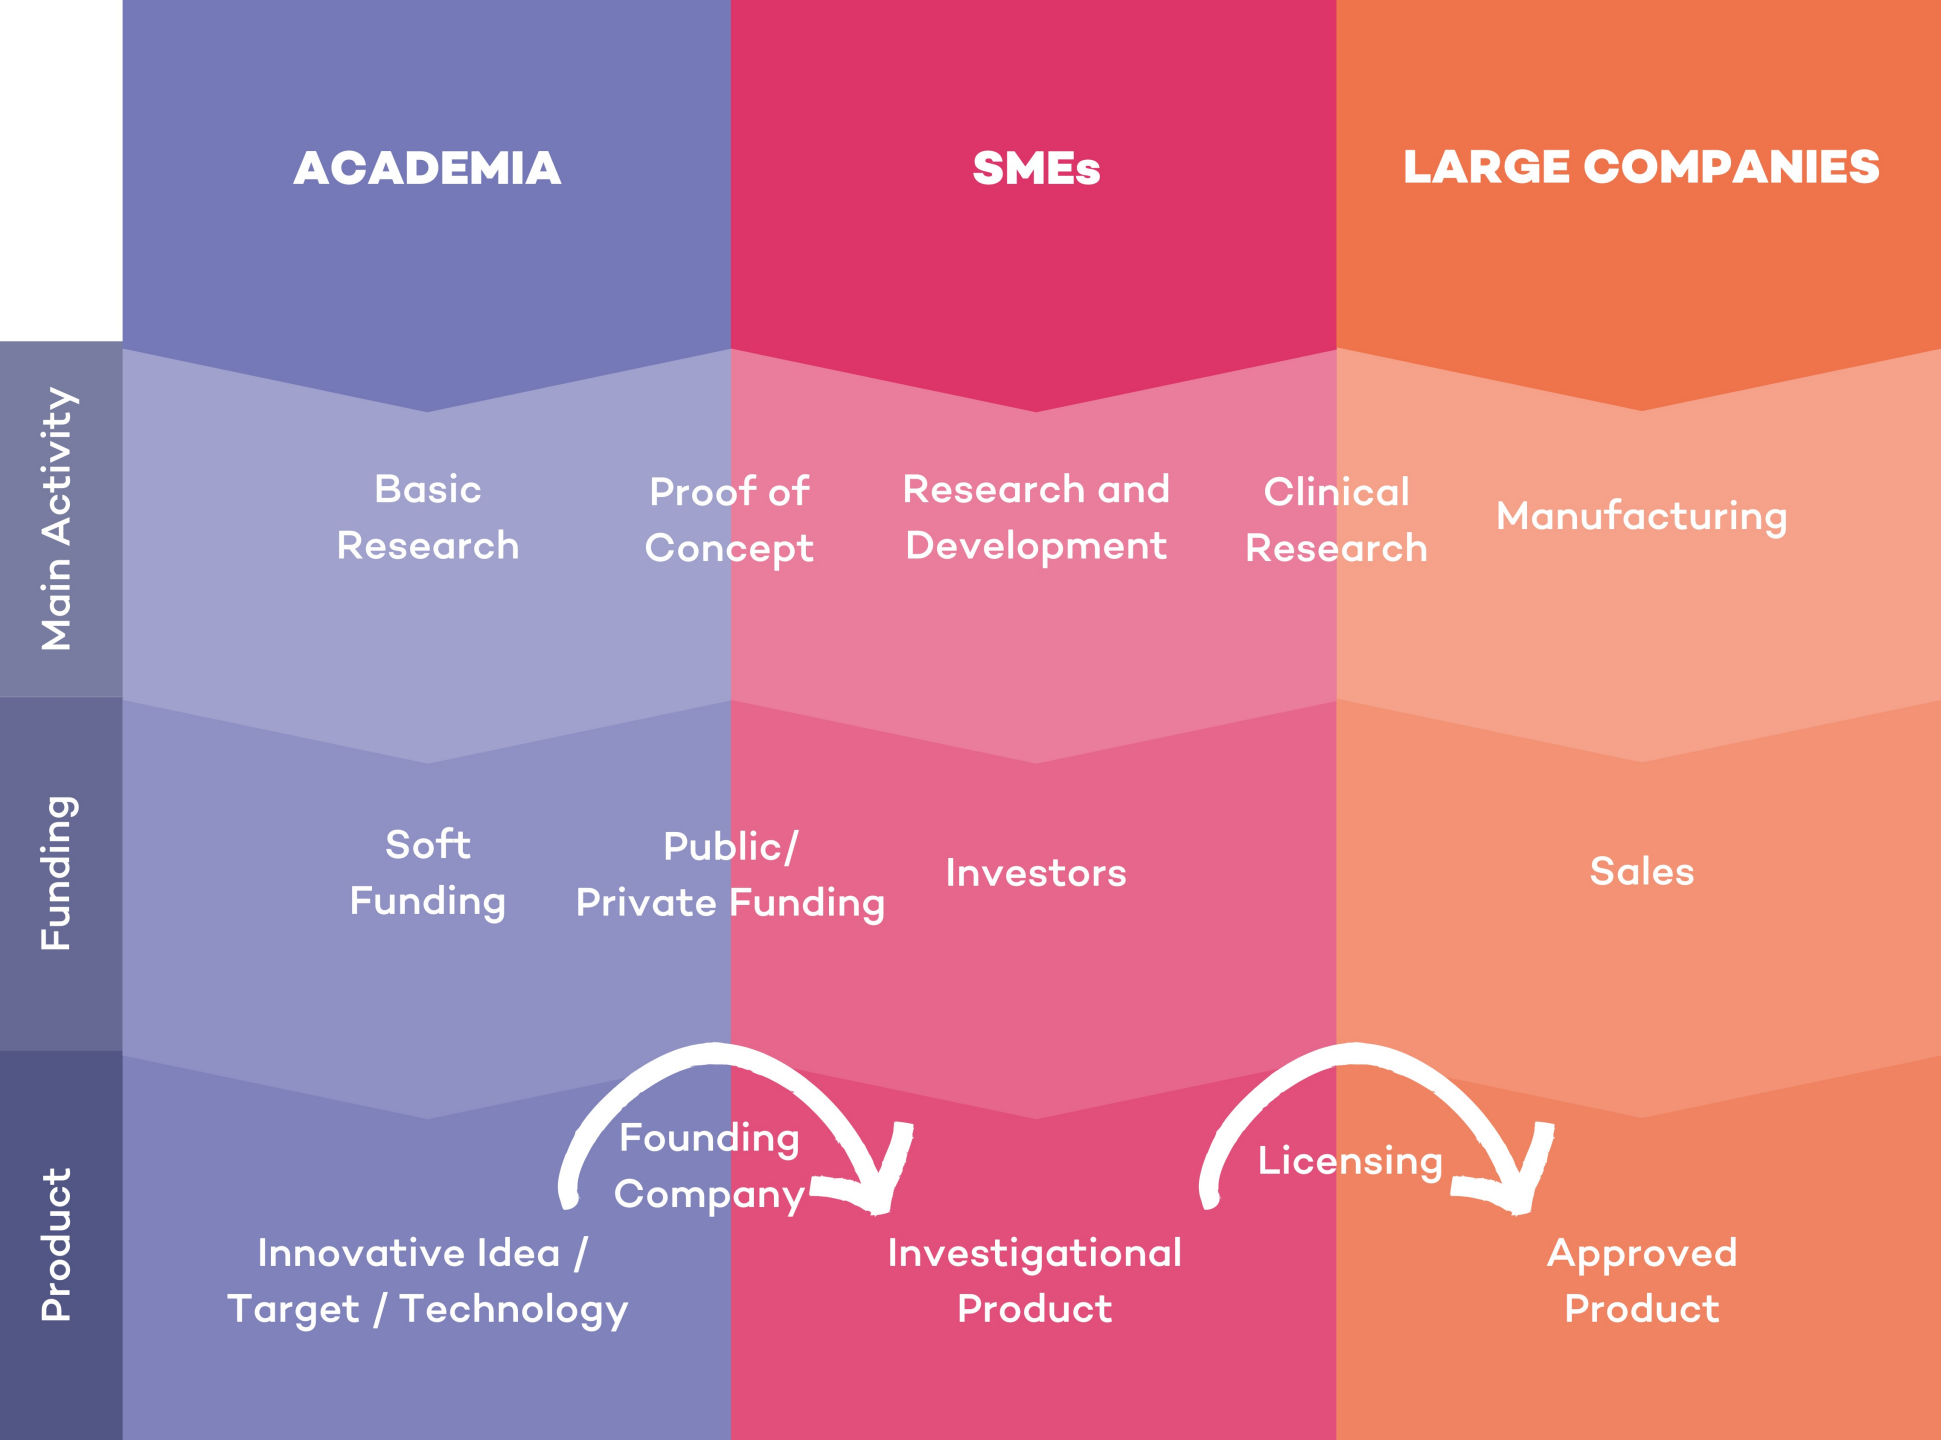 ACADEMIA
SMEs
LARGE COMPANIES
Main Activity
Basic
Research
Proof of
Concept
Research and
Development
Clinical
Research
Manufacturing
Funding
Soft
Funding
Public/
Private Funding
Investors
Sales
Product
Founding
Company
Licensing
Innovative Idea /
Target / Technology
Investigational
Product
Approved
Product